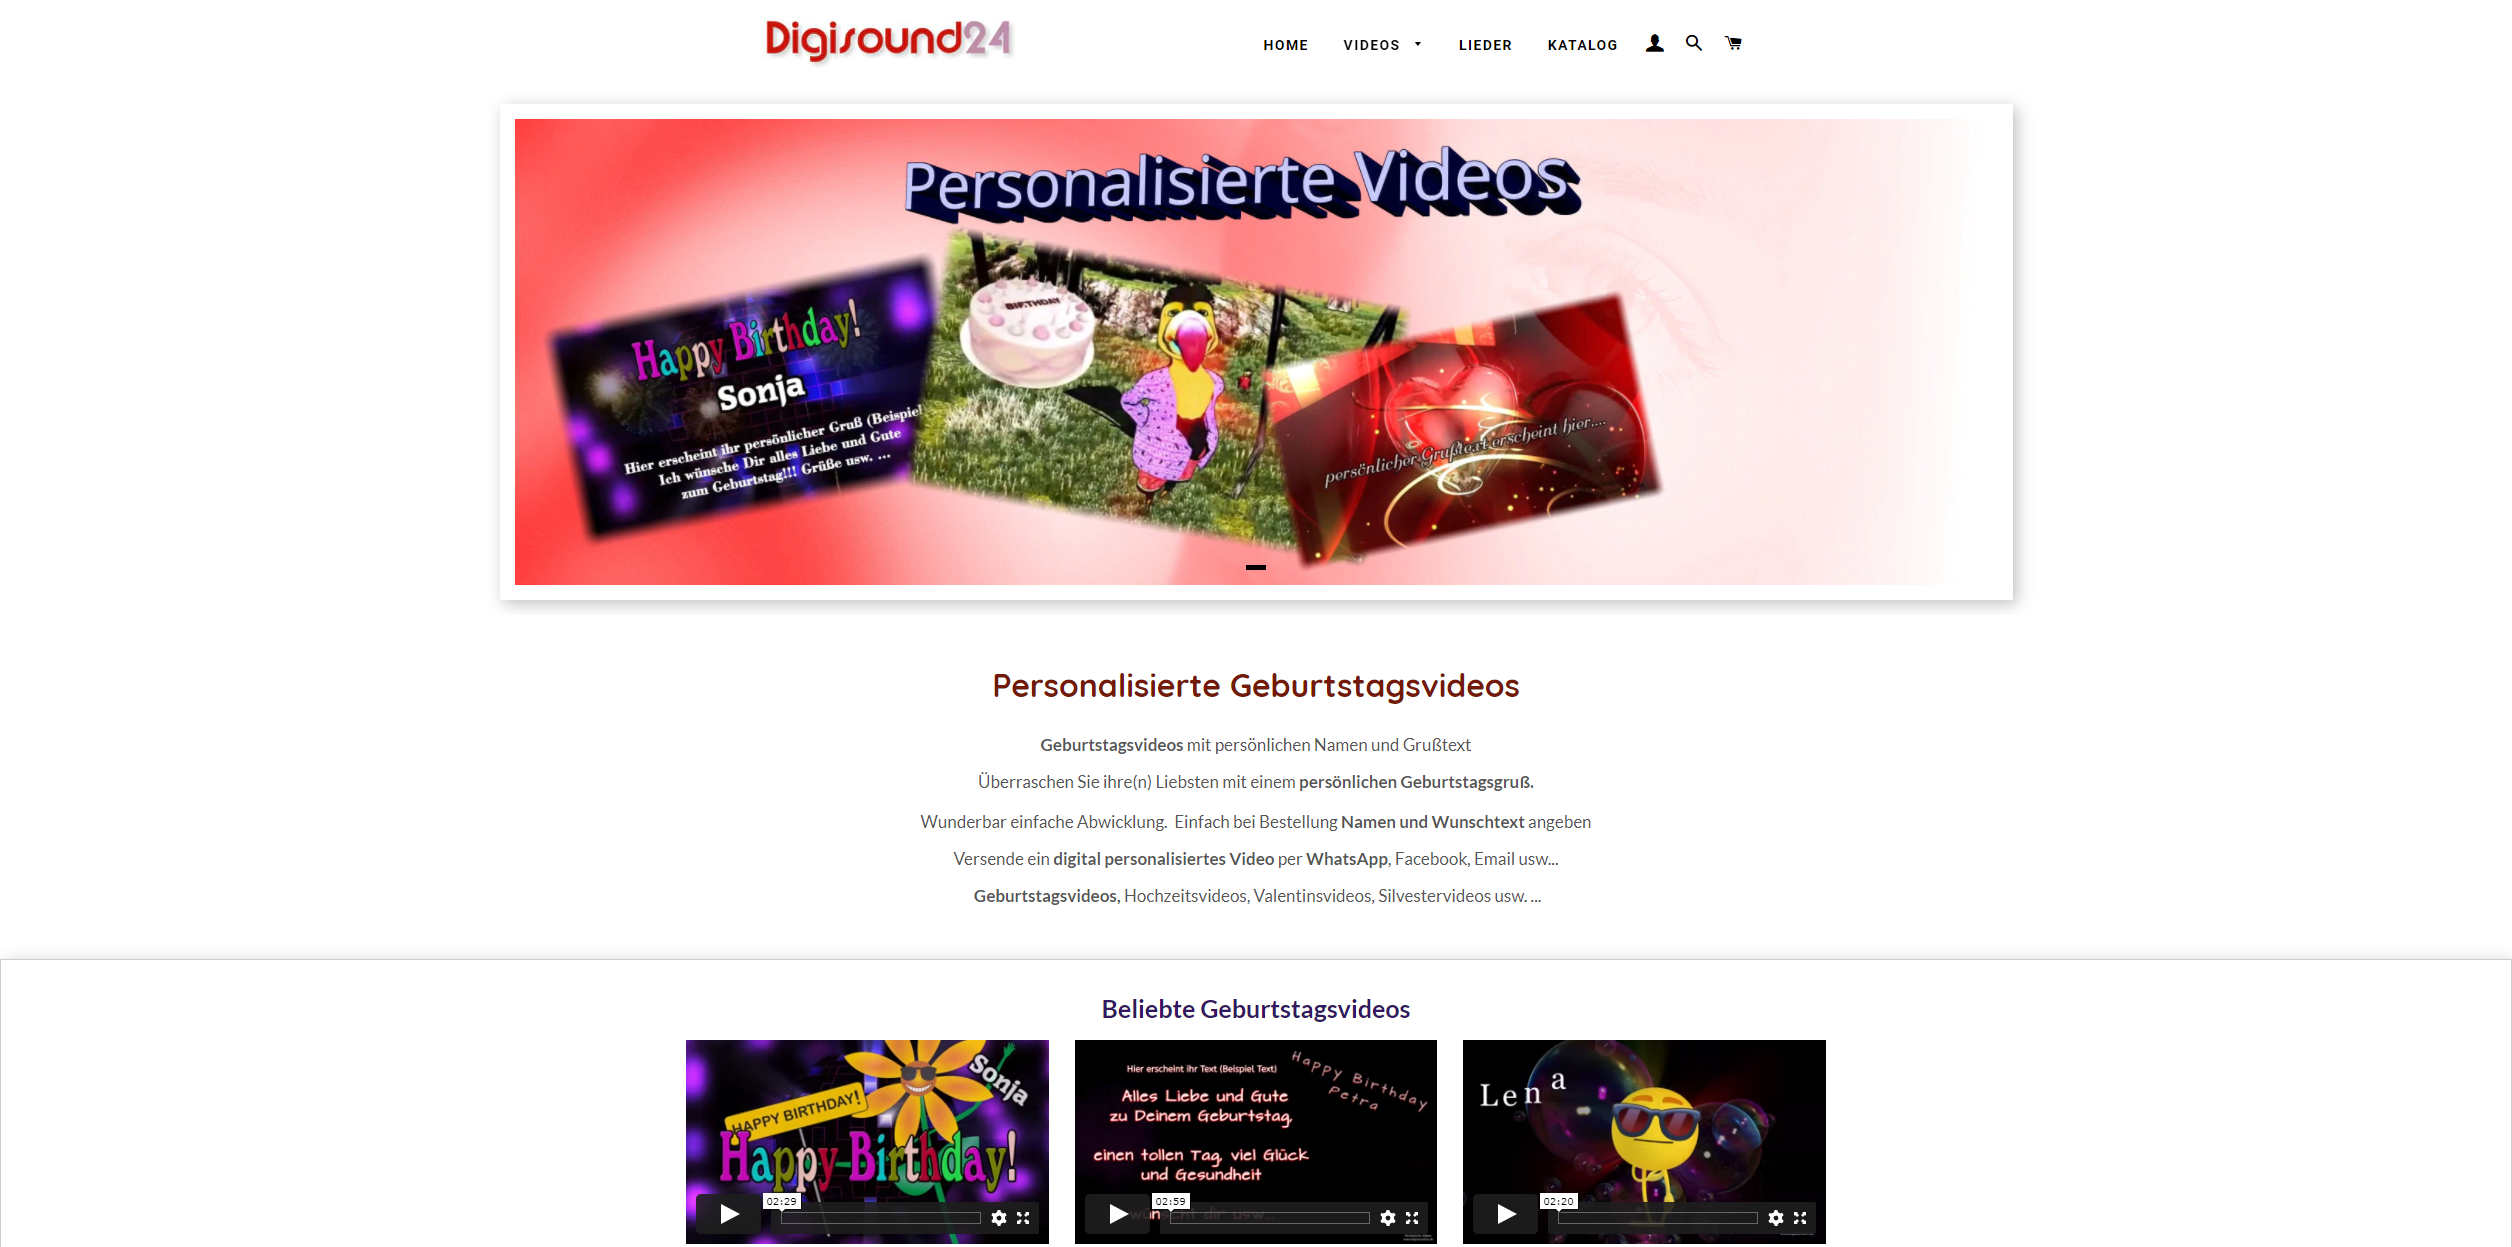 Digisound24
HOME VIDEOS LIEDER KATALOG
Personalisierte Videos
BIRTHDAY
Happy Birthday!
Sonja
Hier erscheint ihr persönlicher Gruß (Beispiel
Ich wünsche Dir alles Liebe und Gute
zum Geburtstag!!! Grüße usw. ...
persönlicher Grußtext erscheint hier....
Personalisierte Geburtstagsvideos
Geburtstagsvideos mit persönlichen Namen und Grußtext
Überraschen Sie ihre(n) Liebsten mit einem persönlichen Geburtstagsgruß.
Wunderbar einfache Abwicklung. Einfach bei Bestellung Namen und Wunschtext angeben
Versende ein digital personalisiertes Video per WhatsApp, Facebook, Email usw...
Geburtstagsvideos, Hochzeitsvideos, Valentinsvideos, Silvestervideos usw. ...
Beliebte Geburtstagsvideos
Sonja
HAPPY BIRTHDAY!
Happy Birthday!
02:29
Hier erscheint ihr Text (Beispiel Text)
Happy Birthday
Petra
Alles Liebe und Gute
zu Deinem Geburtstag,
einen tollen Tag, viel Glück
und Gesundheit
wünscht dir usw...
02:59
Lena
02:20